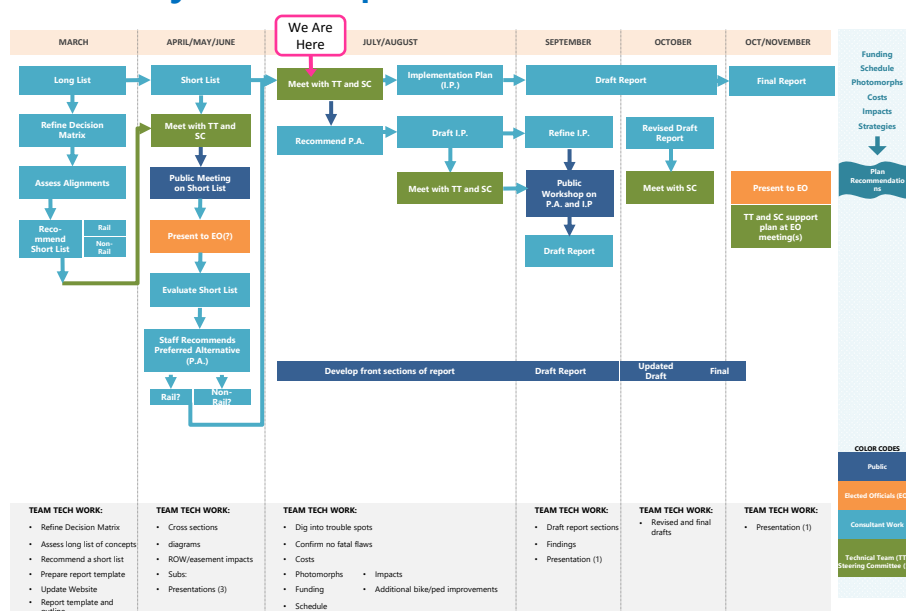 We Are
Here
MARCH
APRIL/MAY/JUNE
JULY/AUGUST
SEPTEMBER
OCTOBER
OCT/NOVEMBER
Long List
Short List
Meet with TT and SC
Implementation Plan
(I.P.)
Draft Report
Final Report
Refine Decision
Matrix
Meet with TT and
SC
Recommend P.A.
Draft I.P.
Refine I.P.
Revised Draft
Report
Assess Alignments
Public Meeting
on Short List
Meet with TT and SC
Public
Workshop on
P.A. and I.P
Meet with SC
Present to EO
Reco-
mmend
Short List
Rail
Non-
Rail
Present to EO(?)
Draft Report
TT and SC support
plan at EO
meeting(s)
Evaluate Short List
Staff Recommends
Preferred Alternative
(P.A.)
Rail?
Non-
Rail?
Develop front sections of report
Draft Report
Updated
Draft
Final
Funding
Schedule
Photomorphs
Costs
Impacts
Strategies
Plan
Recommendatio
ns
COLOR CODES
Public
Elected Officials (EO
Consultant Work
Technical Team (TT
Steering Committee (
TEAM TECH WORK:
• Refine Decision Matrix
• Assess long list of concepts
• Recommend a short list
• Prepare report template
• Update Website
• Report template and
TEAM TECH WORK:
• Cross sections
• diagrams
• ROW/easement impacts
• Subs:
• Presentations (3)
TEAM TECH WORK:
• Dig into trouble spots
• Confirm no fatal flaws
• Costs
• Photomorphs
• Funding
• Schedule
• Impacts
• Additional bike/ped improvements
TEAM TECH WORK:
• Draft report sections
• Findings
• Presentation (1)
TEAM TECH WORK:
• Revised and final
drafts
TEAM TECH WORK:
• Presentation (1)